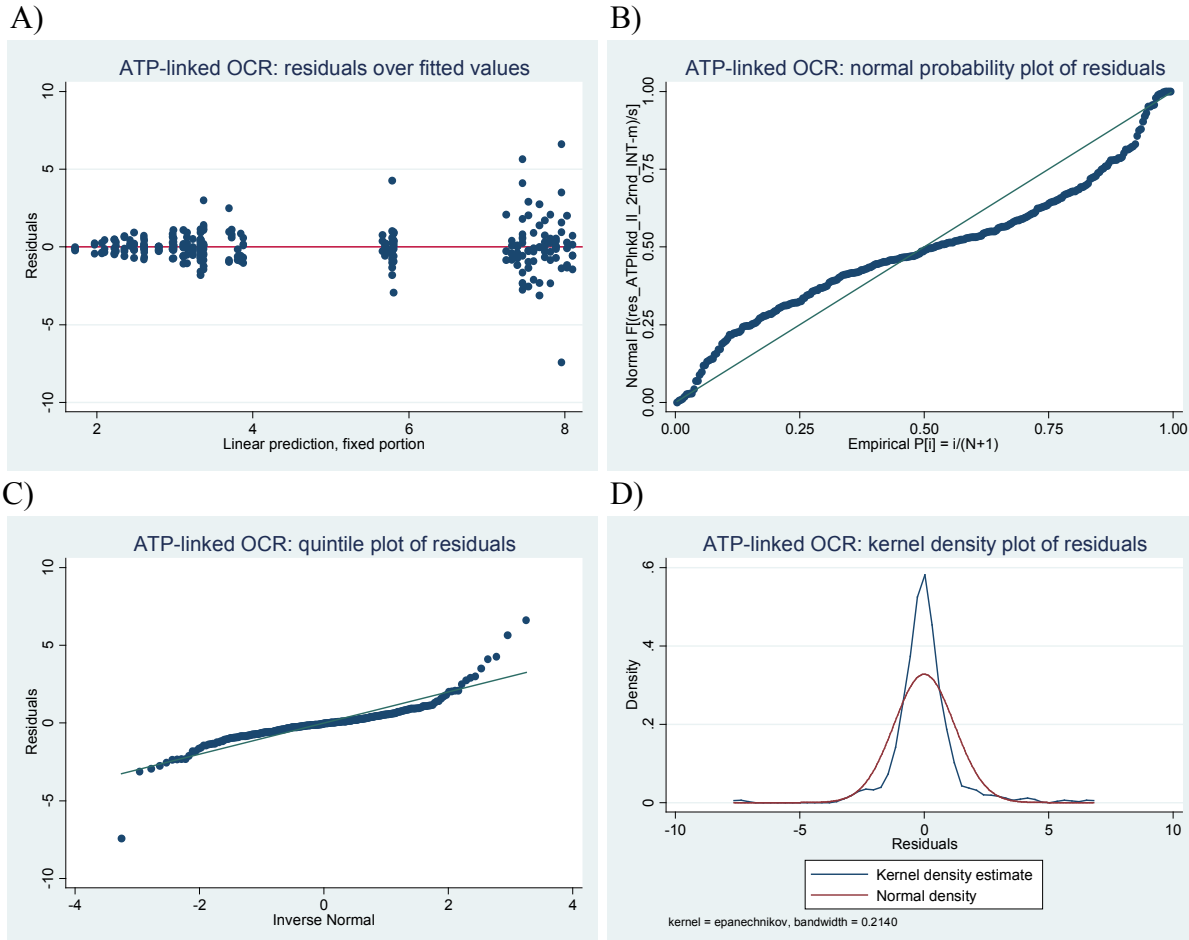 A)
ATP-linked OCR: residuals over fitted values
10
5
0
-5
-10
Residuals
2
4
6
8
Linear prediction, fixed portion
B)
ATP-linked OCR: normal probability plot of residuals
1.00
0.75
0.50
0.25
0.00
Normal F[(res_ATPlnkd_II_2rnd_INT-m)/s]
0.00
0.25
0.50
0.75
1.00
Empirical P[i] = i/(N+1)
C)
ATP-linked OCR: quintile plot of residuals
10
5
0
-5
-10
Residuals
-4
-2
0
2
4
Inverse Normal
D)
ATP-linked OCR: kernel density plot of residuals
.6
.4
.2
0
Density
-10
-5
0
5
10
Residuals
Kernel density estimate
Normal density
kernel = epanechnikov, bandwidth = 0.2140